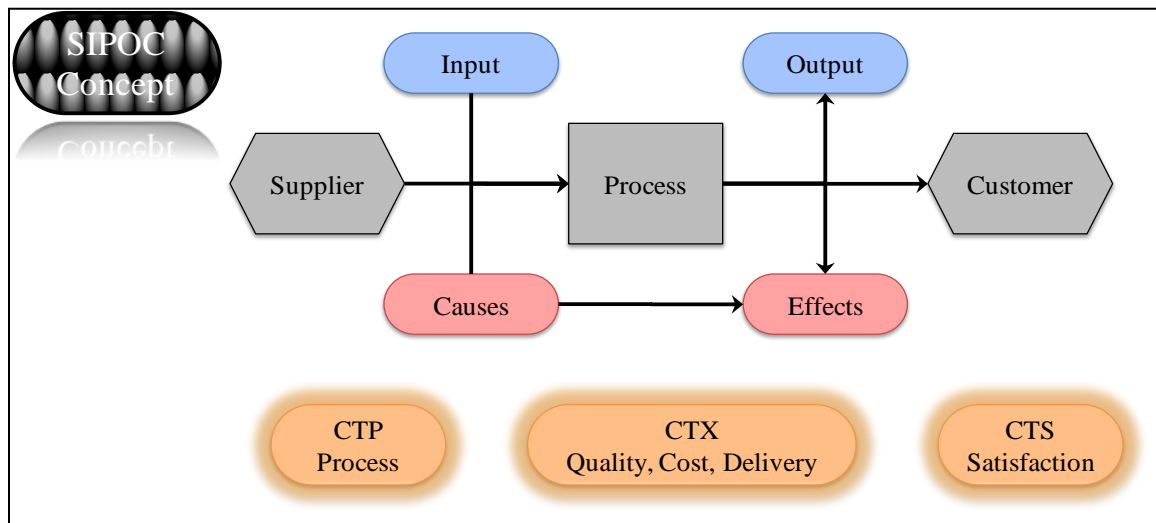 SIPOC
Concept
Input
Output
Supplier
Process
Customer
Causes
Effects
CTP
Process
CTX
Quality, Cost, Delivery
CTS
Satisfaction